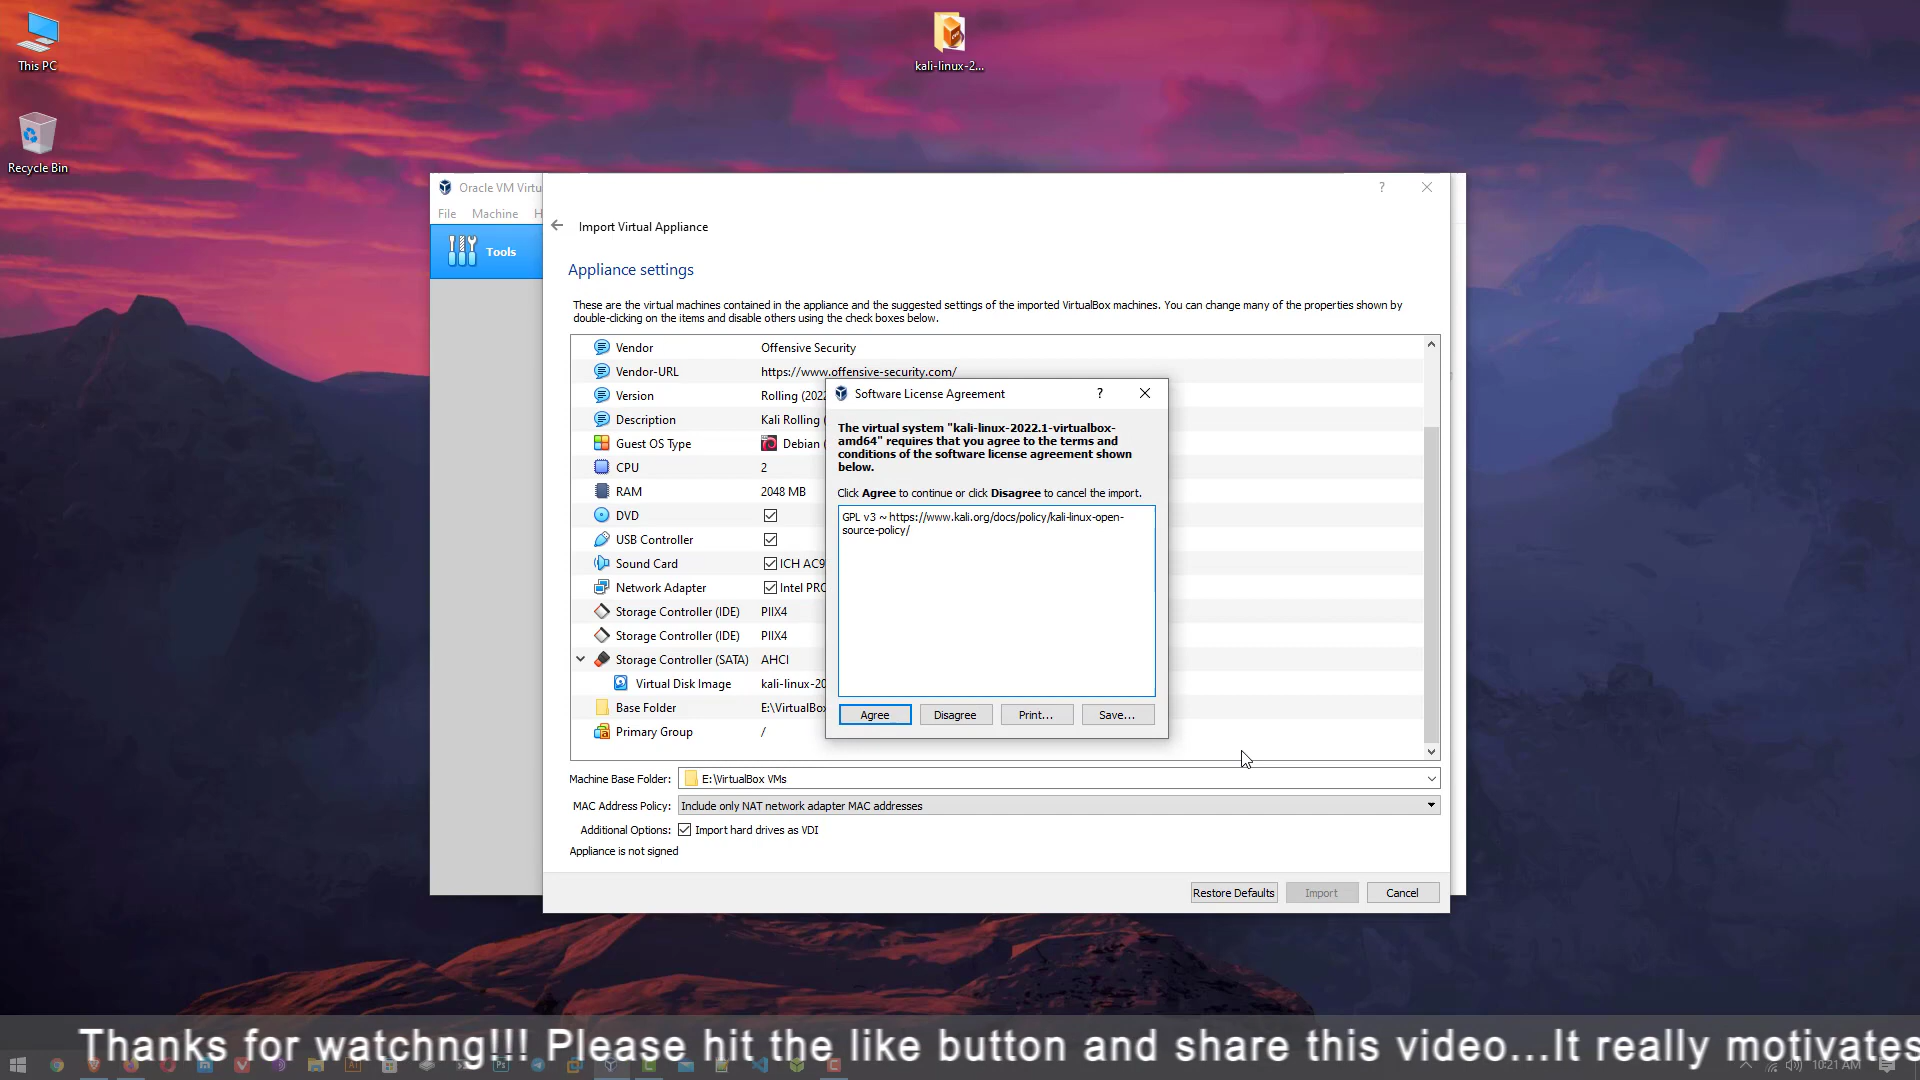 This PC
kali-linux-2...
Recycle Bin
Oracle VM Virtu
File Machine H
Tools
Import Virtual Appliance
Appliance settings
These are the virtual machines contained in the appliance and the suggested settings of the imported VirtualBox machines. You can change many of the properties shown by
double-clicking on the items and disable others using the check boxes below.
Vendor Offensive Security
Vendor-URL https://www.offensive-security.com/
Version Rolling (202
Description Kali Rolling (
Guest OS Type Debian (
CPU 2
RAM 2048 MB
DVD
USB Controller
Sound Card ICH AC9
Network Adapter Intel PRO
Storage Controller (IDE) PIIX4
Storage Controller (IDE) PIIX4
Storage Controller (SATA) AHCI
Virtual Disk Image kali-linux-20
Base Folder E:\VirtualBox
Primary Group /
Software License Agreement
The virtual system "kali-linux-2022.1-virtualbox-
amd64" requires that you agree to the terms and
conditions of the software license agreement shown
below.
Click Agree to continue or click Disagree to cancel the import.
GPL v3 ~ https://www.kali.org/docs/policy/kali-linux-open-
source-policy/
Agree Disagree Print... Save...
Machine Base Folder: E:\VirtualBox VMs
MAC Address Policy: Include only NAT network adapter MAC addresses
Additional Options: Import hard drives as VDI
Appliance is not signed
Restore Defaults Import Cancel
Thanks for watchng!!! Please hit the like button and share this video...It really motivates
10:21 AM